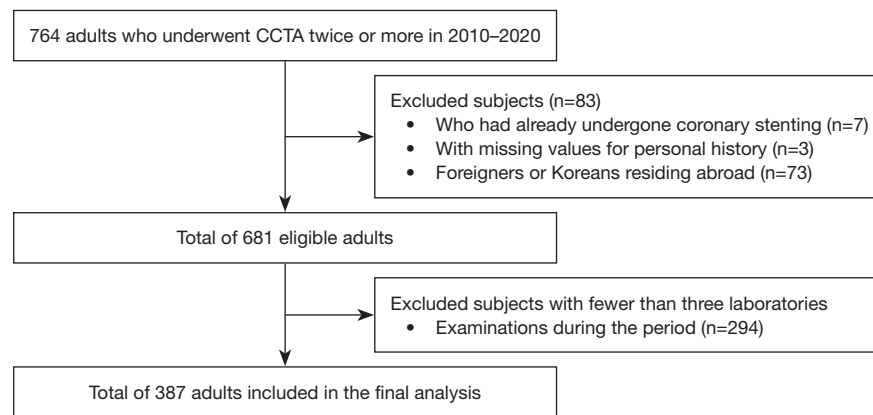 764 adults who underwent CCTA twice or more in 2010–2020
Excluded subjects (n=83)
• Who had already undergone coronary stenting (n=7)
• With missing values for personal history (n=3)
• Foreigners or Koreans residing abroad (n=73)
Total of 681 eligible adults
Excluded subjects with fewer than three laboratories
• Examinations during the period (n=294)
Total of 387 adults included in the final analysis